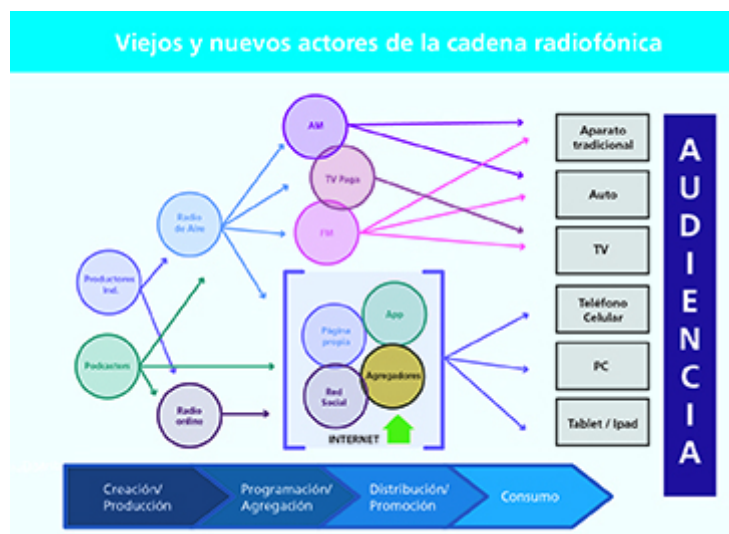 Viejos y nuevos actores de la cadena radiofónica
AM
TV Paga
FM
Radio
de Aire
Productores
Ind.
Podcasters
Radio
online
Página
propia
App
Red
Social
Agregadores
INTERNET
Aparato
tradicional
Auto
TV
Teléfono
Celular
PC
Tablet / Ipad
AUDIENCIA
Creación/
Producción
Programación/
Agregación
Distribución/
Promoción
Consumo